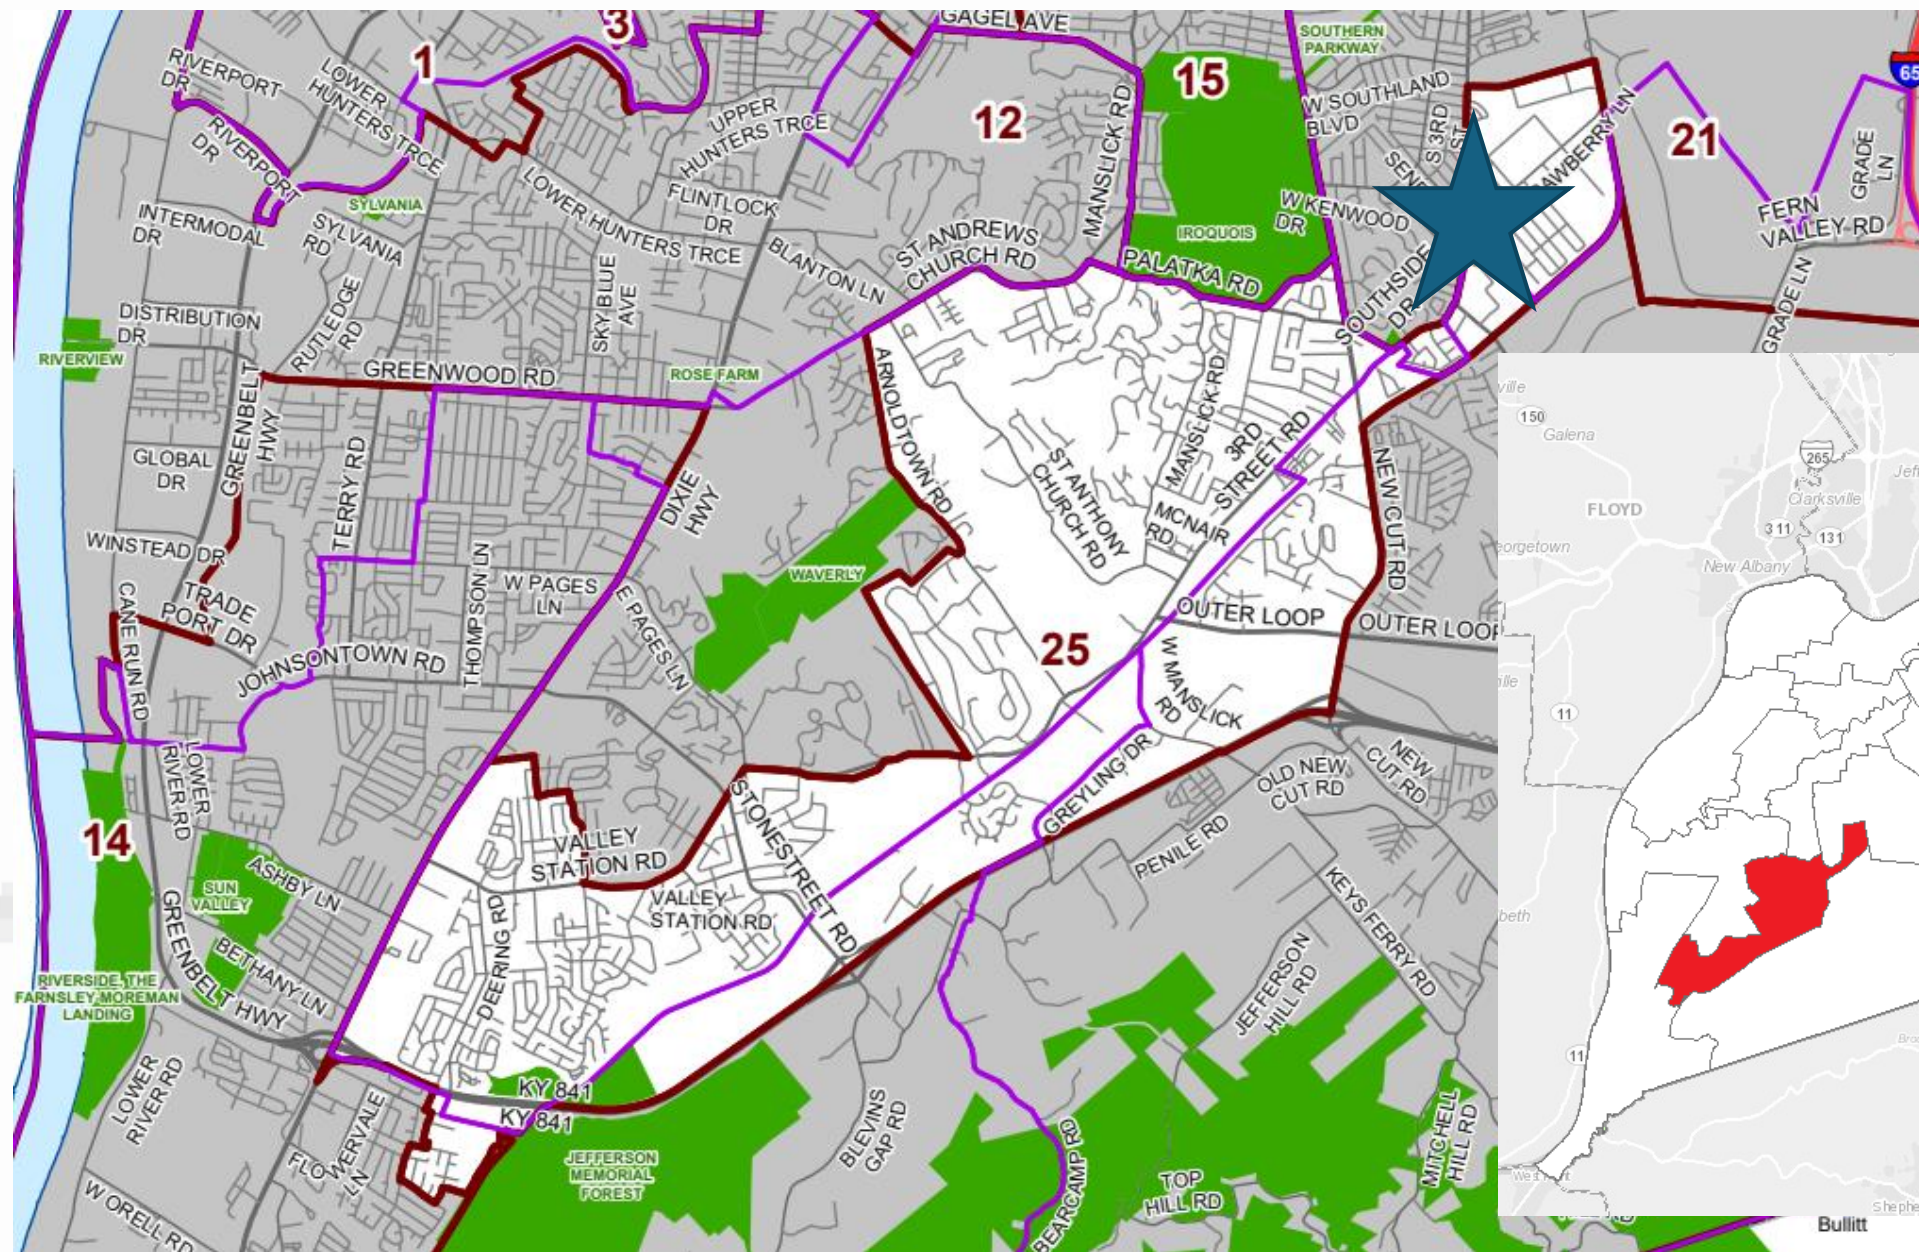 GAGEL AVE
SOUTHERN
PARKWAY
3
1
15
12
21
65
RIVERPORT
DR
LOWER
HUNTERS TRCE
UPPER
HUNTERS TRCE
W SOUTHLAND
BLVD
S 3RD
ST
RIVERPORT
DR
MANSLICK RD
GRADE
LN
FERN
VALLEY RD
SYLVANIA
LOWER HUNTERS TRCE
FLINTLOCK
DR
W KENWOOD
DR
IROQUOIS
INTERMODAL
DR
SYLVANIA
RD
BLANTON LN
ST ANDREWS
CHURCH RD
PALATKA RD
SOUTHSIDE
DR
GRADE LN
DISTRIBUTION
DR
RUTLEDGE
RD
SKYBLUE
AVE
RIVERVIEW
GREENWOOD RD
ROSE FARM
ARNOLDTOWN RD
MANSLICK RD
3RD
STREET RD
GREENBELT
HWY
GLOBAL
DR
TERRY RD
DIXIE
HWY
ST ANTHONY
CHURCH RD
MCNAIR
RD
NEW CUT RD
WINSTEAD DR
THOMPSON LN
W PAGES
LN
E PAGES LN
WAVERLY
TRADE
PORT DR
CANE RUN RD
OUTER LOOP
OUTER LOOP
25
JOHNSONTOWN RD
W MANSLICK
RD
LOWER
RIVER RD
GREYLING DR
OLD NEW
CUT RD
NEW
CUT RD
14
VALLEY
STATION RD
STONESTREET RD
PENILE RD
SUN
VALLEY
ASHBY LN
VALLEY
STATION RD
KEYS FERRY RD
DEERING RD
GREENBELT HWY
BETHANY LN
RIVERSIDE, THE
FARNSLEY-MOREMAN
LANDING
JEFFERSON
HILL RD
LOWER
RIVER RD
KY 841
KY 841
FLOWERVALE
LN
BLEVINS
GAP RD
JEFFERSON
MEMORIAL
FOREST
BEARCAMP RD
TOP
HILL RD
MITCHELL
HILL RD
W ORELL RD
150
Galena
265
FLOYD
Clarksville
311
131
New Albany
11
11
Bullitt